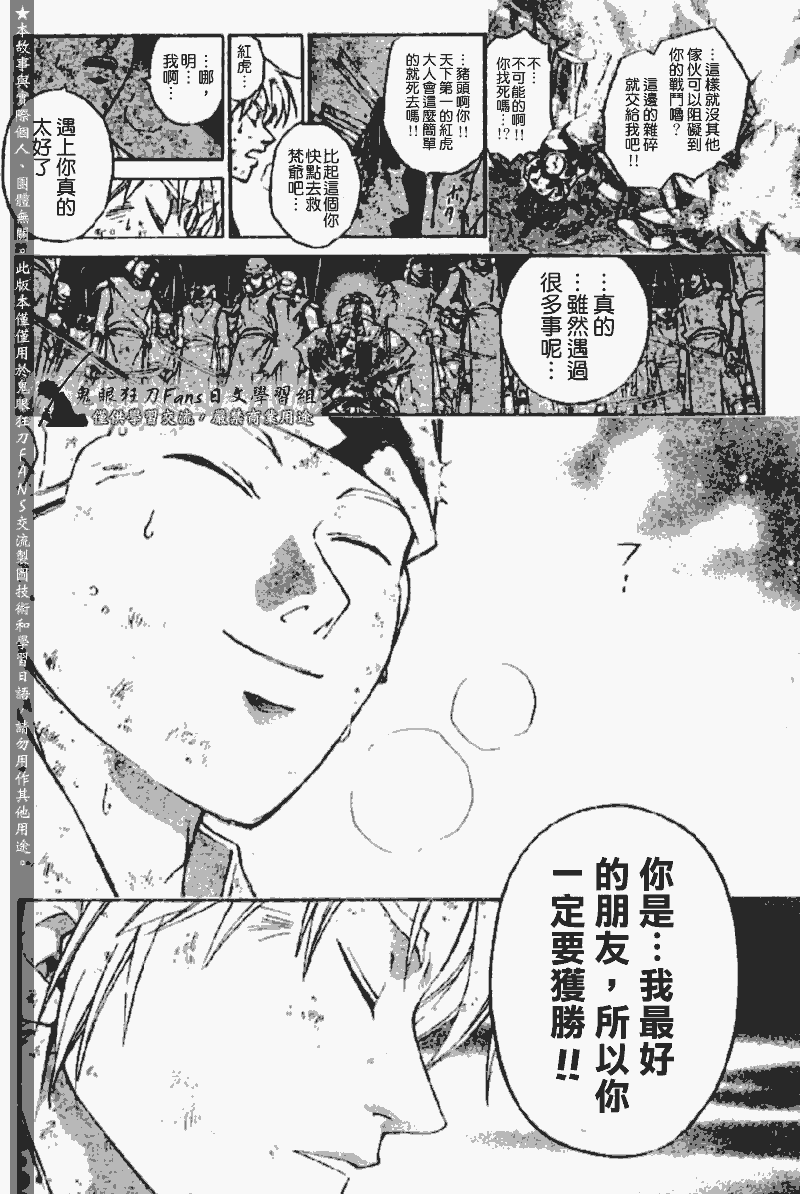 …這樣就沒其他
傢伙可以阻礙到
你的戰鬥嚕?
這邊的雜碎
就交給我吧!!
不…
不可能的啊!!
你找死嗎…!?
…豬頭啊你!!
天下第一的紅虎
大人會這麼簡單
的就死去嗎!!
比起這個你
快點去救
梵爺吧…
紅虎…
…哪,
明…
我啊…
遇上你真的
太好了
…真的
…雖然遇過
很多事呢…
鬼眼狂刀Fans日文學習組
僅供學習交流,嚴禁商業用途
你是…我最好
的朋友,所以你
一定要獲勝!!
★本故事與實際個人、團體無關。此版本僅僅用於鬼眼狂刀FANS交流製圖技術和學習日語,請勿用作其他用途。